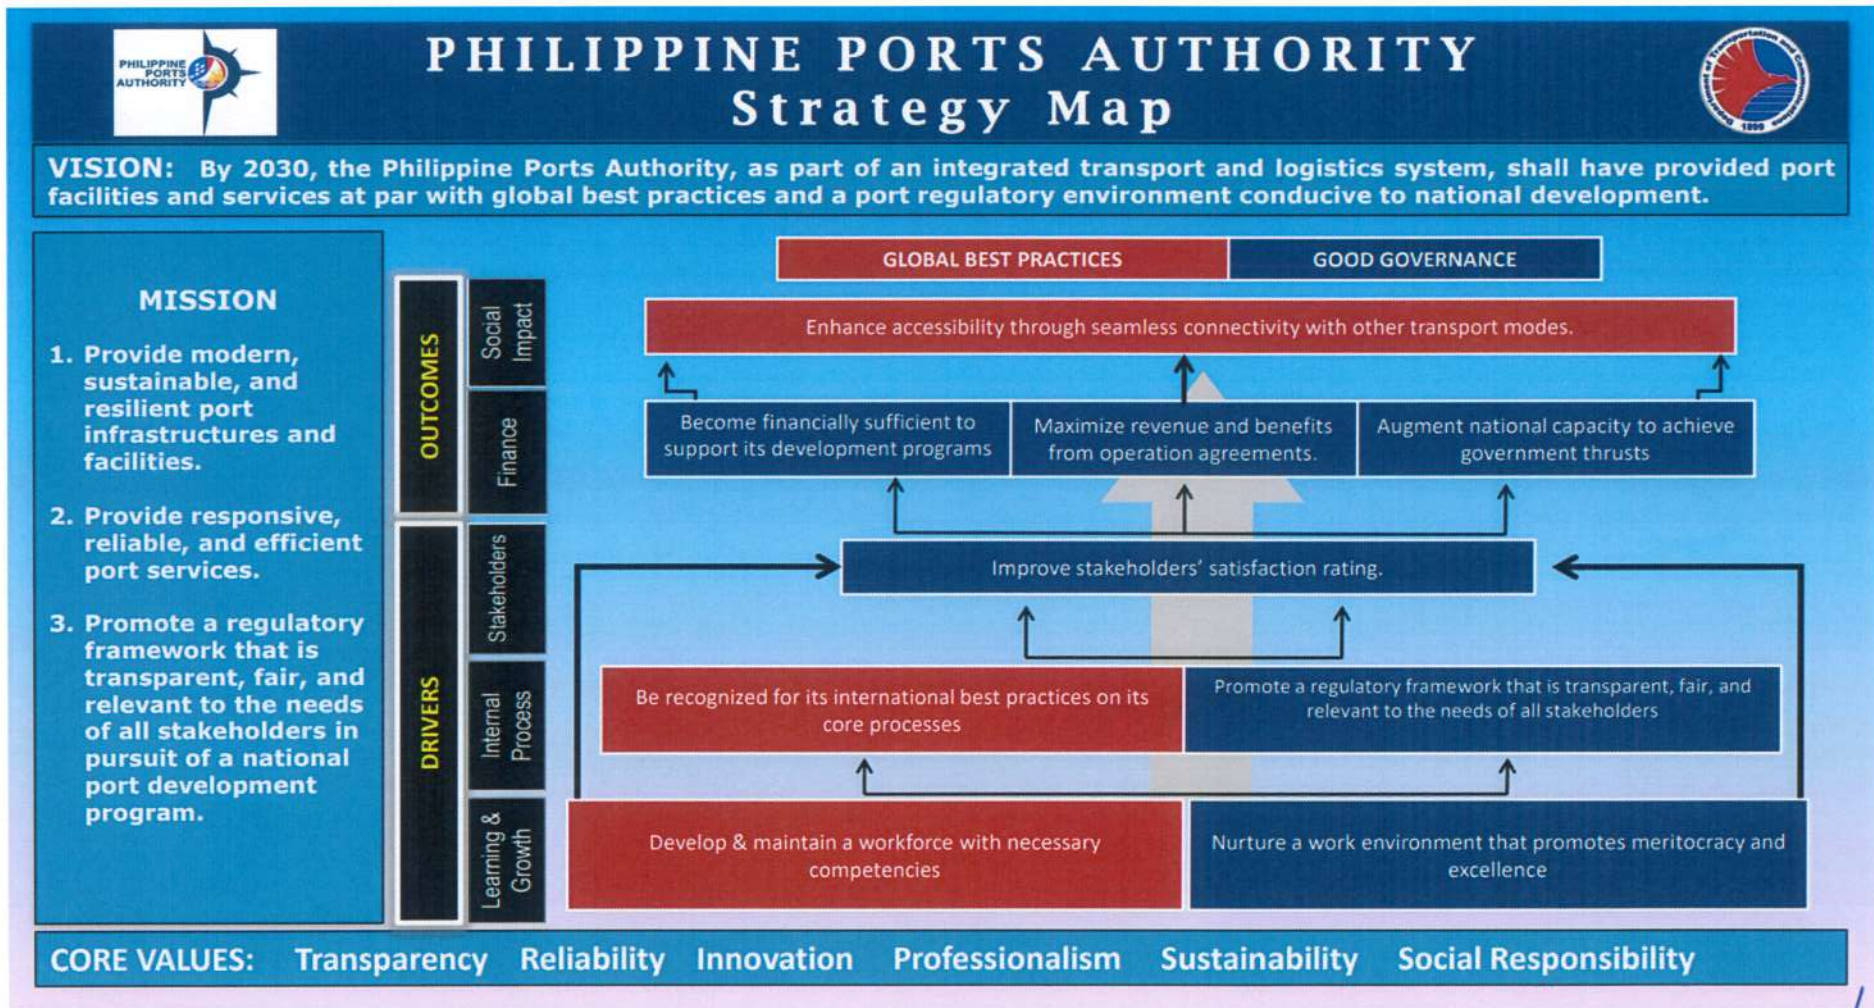 PHILIPPINE
PORTS
AUTHORITY
PHILIPPINE PORTS AUTHORITY
Strategy Map
Department of Transportation and Communications
1899
VISION: By 2030, the Philippine Ports Authority, as part of an integrated transport and logistics system, shall have provided port
facilities and services at par with global best practices and a port regulatory environment conducive to national development.
MISSION
1. Provide modern,
sustainable, and
resilient port
infrastructures and
facilities.
2. Provide responsive,
reliable, and efficient
port services.
3. Promote a regulatory
framework that is
transparent, fair, and
relevant to the needs
of all stakeholders in
pursuit of a national
port development
program.
OUTCOMES
DRIVERS
Social
Impact
Finance
Stakeholders
Internal
Process
Learning &
Growth
GLOBAL BEST PRACTICES
GOOD GOVERNANCE
Enhance accessibility through seamless connectivity with other transport modes.
Become financially sufficient to
support its development programs
Maximize revenue and benefits
from operation agreements.
Augment national capacity to achieve
government thrusts
Improve stakeholders' satisfaction rating.
Be recognized for its international best practices on its
core processes
Promote a regulatory framework that is transparent, fair, and
relevant to the needs of all stakeholders
Develop & maintain a workforce with necessary
competencies
Nurture a work environment that promotes meritocracy and
excellence
CORE VALUES: Transparency Reliability Innovation Professionalism Sustainability Social Responsibility